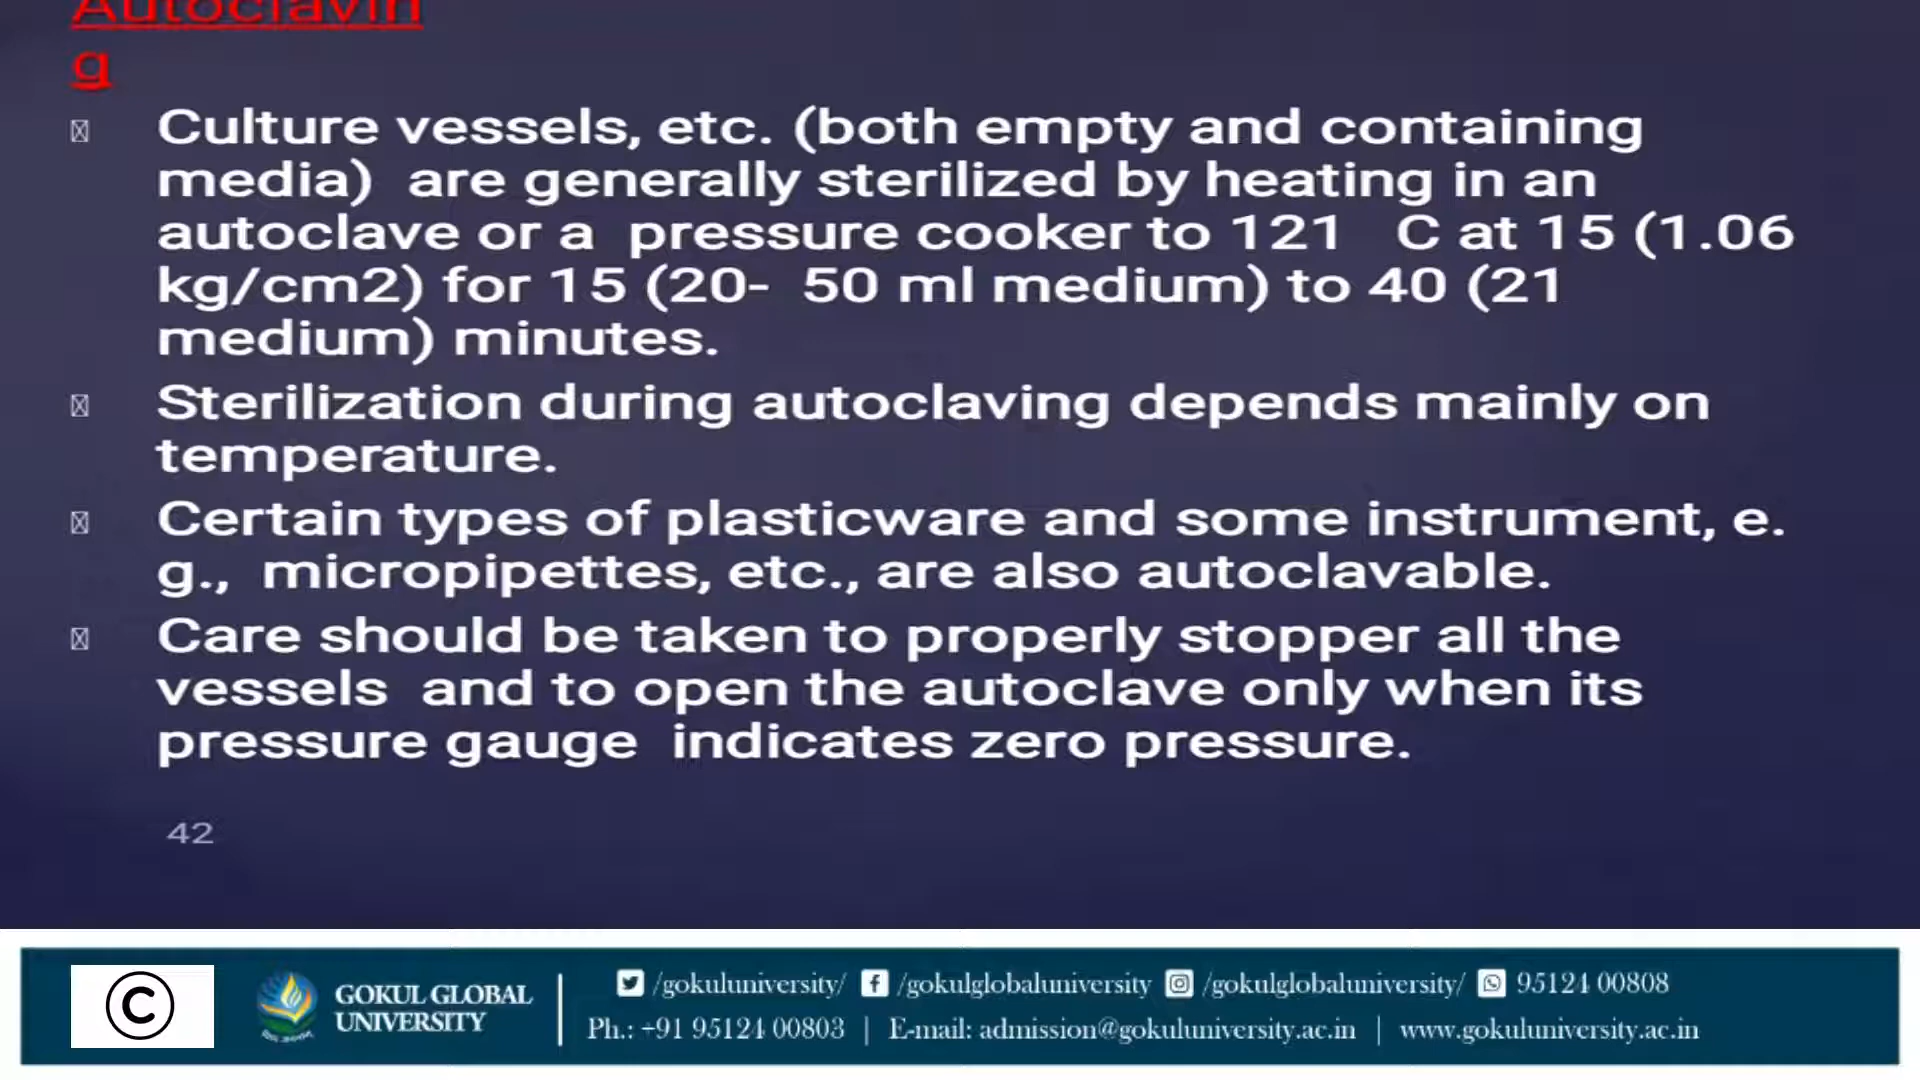 Autoclavin
g
Culture vessels, etc. (both empty and containing
media) are generally sterilized by heating in an
autoclave or a pressure cooker to 121 C at 15 (1.06
kg/cm2) for 15 (20- 50 ml medium) to 40 (21
medium) minutes.
Sterilization during autoclaving depends mainly on
temperature.
Certain types of plasticware and some instrument, e.
g., micropipettes, etc., are also autoclavable.
Care should be taken to properly stopper all the
vessels and to open the autoclave only when its
pressure gauge indicates zero pressure.
42
©
GOKUL GLOBAL
UNIVERSITY
/gokuluniversity/ /gokulglobaluniversity /gokulglobaluniversity/ 95124 00808
Ph.: +91 95124 00803 | E-mail: admission@gokuluniversity.ac.in | www.gokuluniversity.ac.in